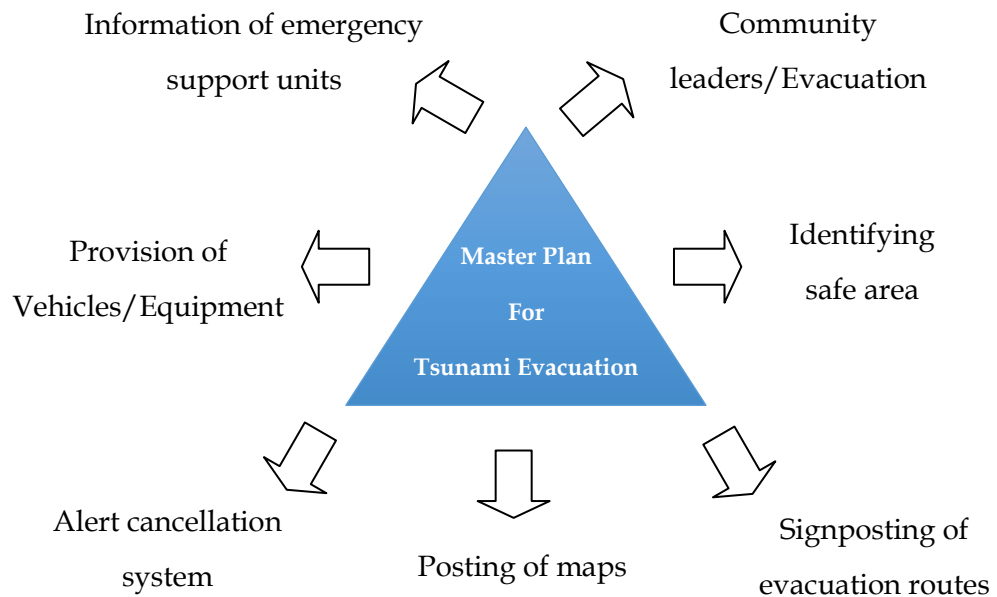 Information of emergency
support units
Community
leaders/Evacuation
Provision of
Vehicles/Equipment
Master Plan
For
Tsunami Evacuation
Identifying
safe area
Alert cancellation
system
Posting of maps
Signposting of
evacuation routes